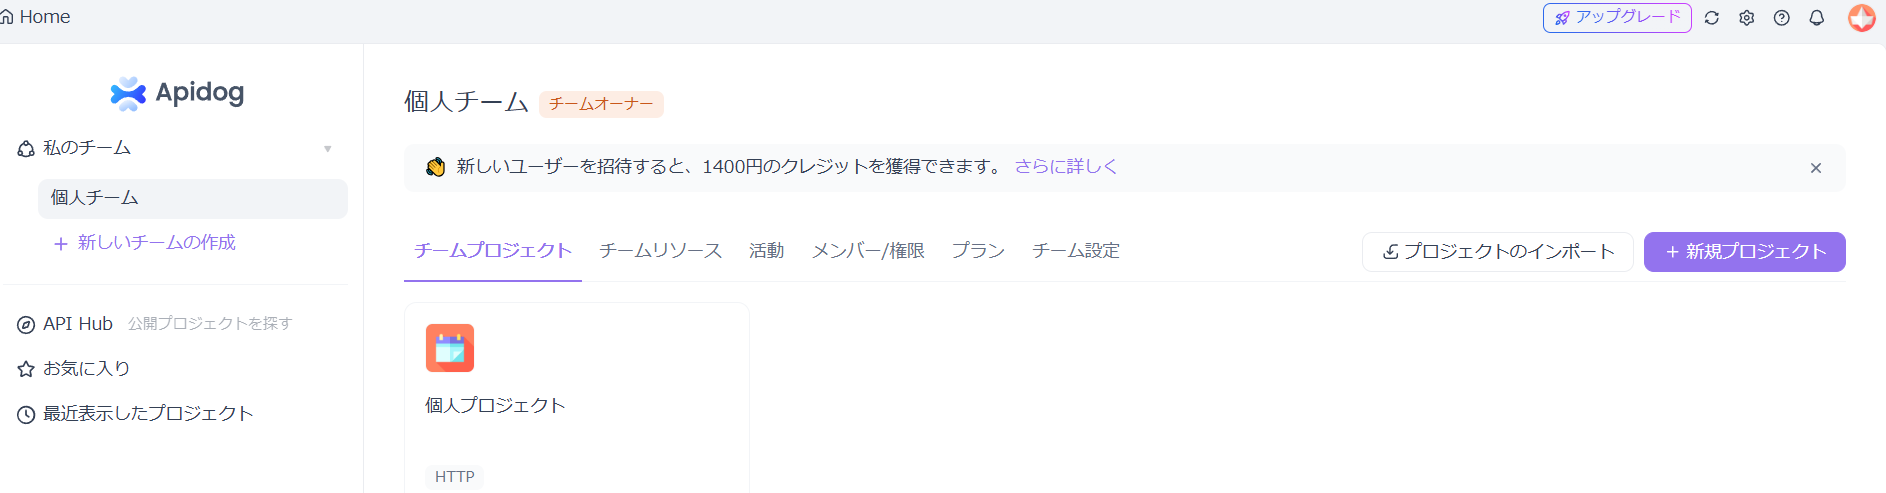 Home
アップグレード
Apidog
私のチーム
個人チーム
+ 新しいチームの作成
API Hub 公開プロジェクトを探す
お気に入り
最近表示したプロジェクト
個人チーム チームオーナー
新しいユーザーを招待すると、1400円のクレジットを獲得できます。 さらに詳しく
チームプロジェクト チームリソース 活動 メンバー/権限 プラン チーム設定
プロジェクトのインポート
+ 新規プロジェクト
個人プロジェクト
HTTP